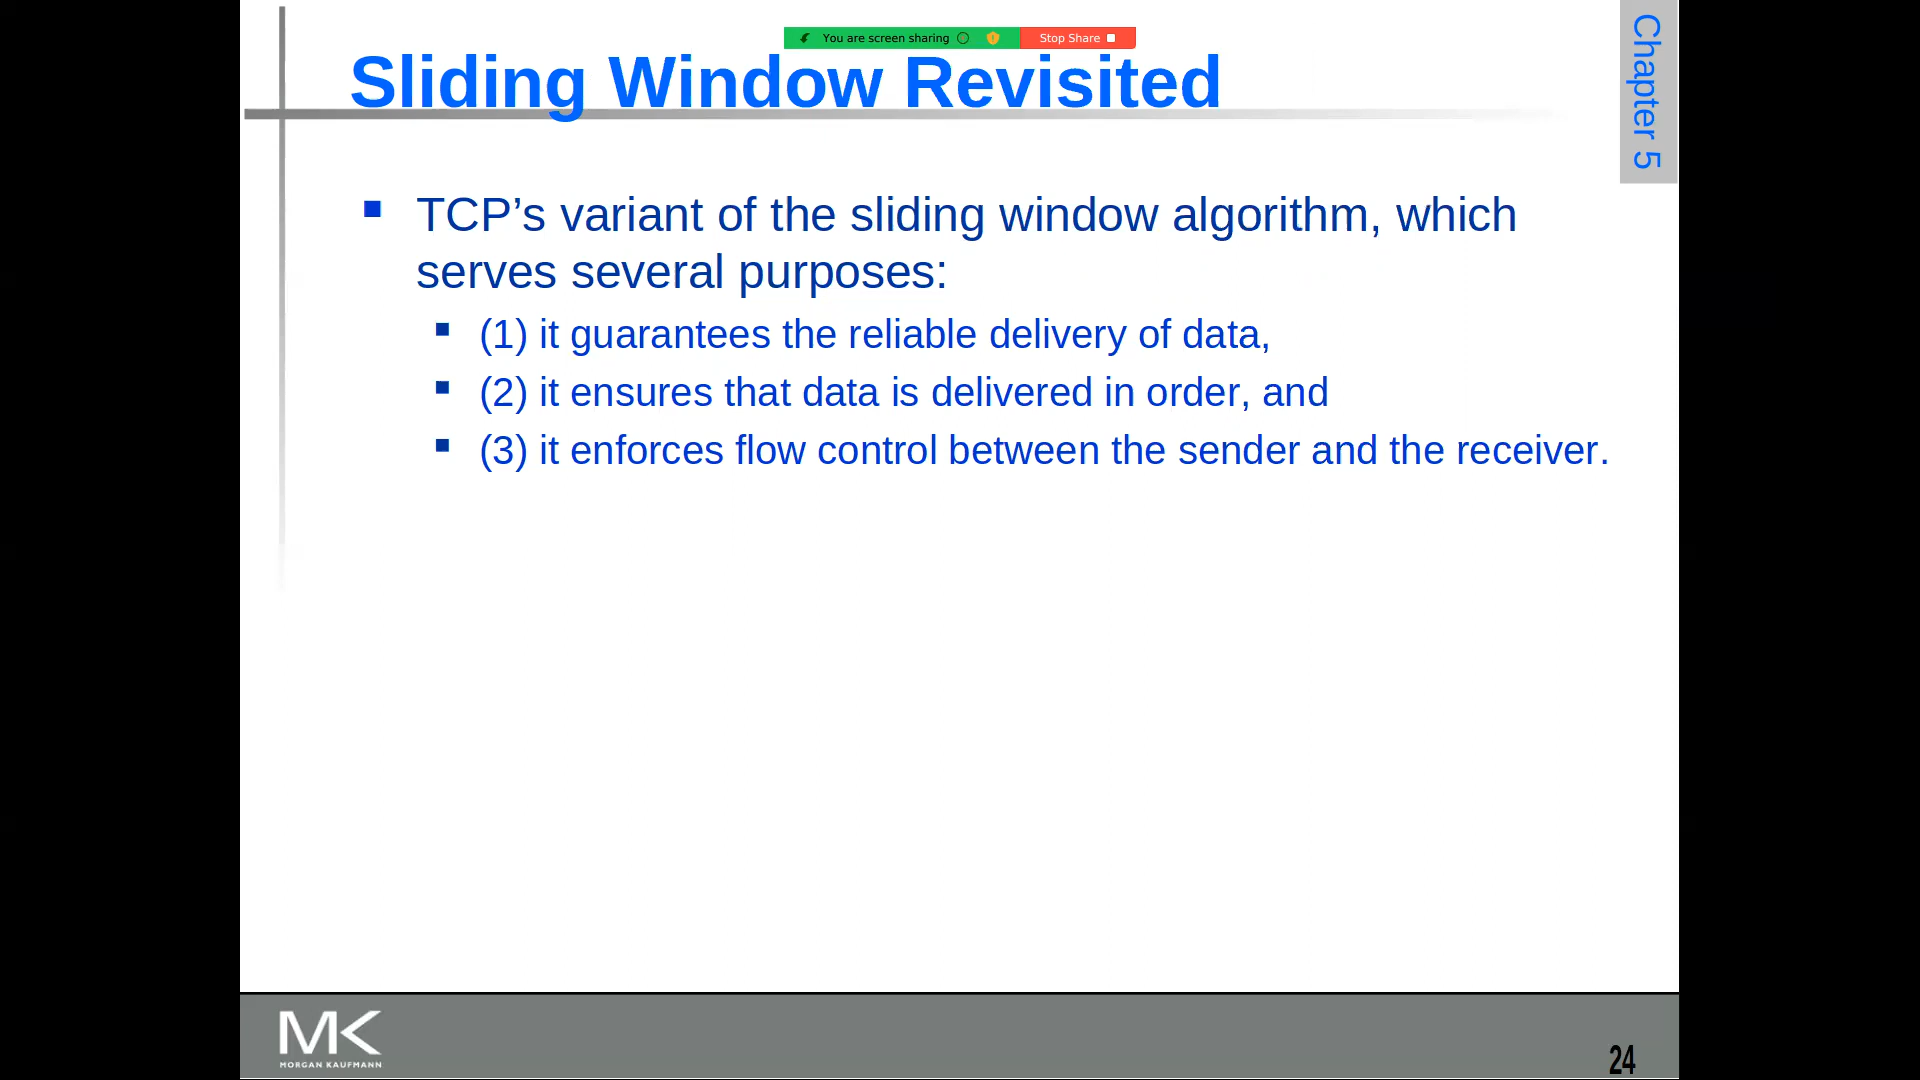 You are screen sharing
Stop Share
Sliding Window Revisited
Chapter 5
TCP’s variant of the sliding window algorithm, which
serves several purposes:
(1) it guarantees the reliable delivery of data,
(2) it ensures that data is delivered in order, and
(3) it enforces flow control between the sender and the receiver.
MK
MORGAN KAUFMANN
24